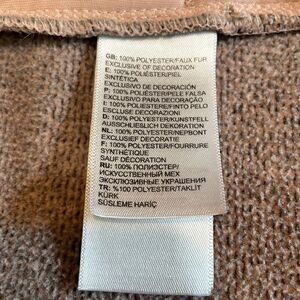 GB: 100% POLYESTER/FAUX FUR
EXCLUSIVE OF DECORATION
E: 100% POLIÉSTER/PIEL
SINTÉTICA
EXCLUSIVO DE DECORACIÓN
P: 100% POLIÉSTER/PELE FALSA
EXCLUSIVO PARA DECORAÇÃO
I: 100% POLIESTERE/FINTO PELO
ESCLUSE DECORAZIONI
D: 100% POLYESTER/KUNSTFELL
AUSSCHLIESSLICH DEKORATION
NL: 100% POLYESTER/NEPBONT
EXCLUSIEF DECORATIE
F: 100% POLYESTER/FOURRURE
SYNTHÉTIQUE
SAUF DÉCORATION
RU: 100% ПОЛИЭСТЕР/
ИСКУССТВЕННЫЙ МЕХ
ЭКСКЛЮЗИВНЫЕ УКРАШЕНИЯ
TR: %100 POLYESTER/TAKLİT
KÜRK
SÜSLEME HARİÇ